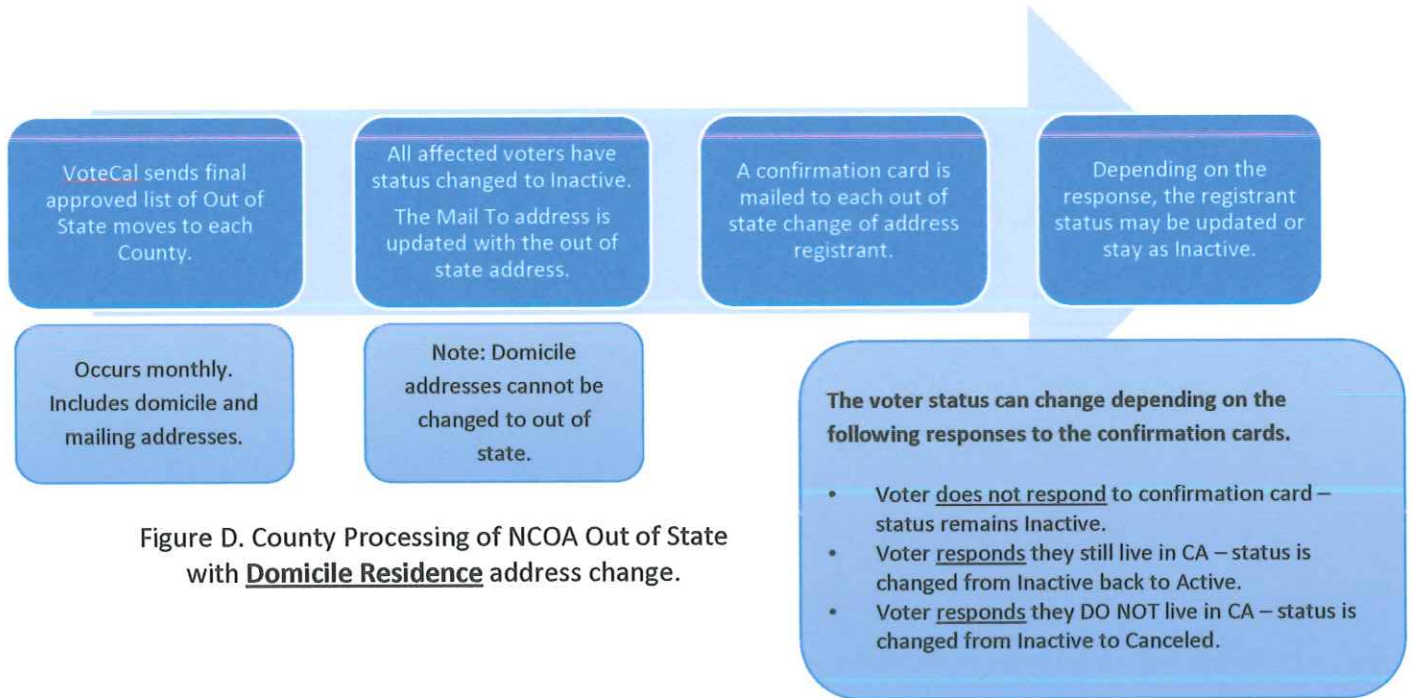 VoteCal sends final
approved list of Out of
State moves to each
County.
All affected voters have
status changed to Inactive.
The Mail To address is
updated with the out of
state address.
A confirmation card is
mailed to each out of
state change of address
registrant.
Depending on the
response, the registrant
status may be updated or
stay as Inactive.
Occurs monthly.
Includes domicile and
mailing addresses.
Note: Domicile
addresses cannot be
changed to out of
state.
The voter status can change depending on the
following responses to the confirmation cards.
• Voter does not respond to confirmation card –
status remains Inactive.
• Voter responds they still live in CA – status is
changed from Inactive back to Active.
• Voter responds they DO NOT live in CA – status is
changed from Inactive to Canceled.
Figure D. County Processing of NCOA Out of State
with Domicile Residence address change.